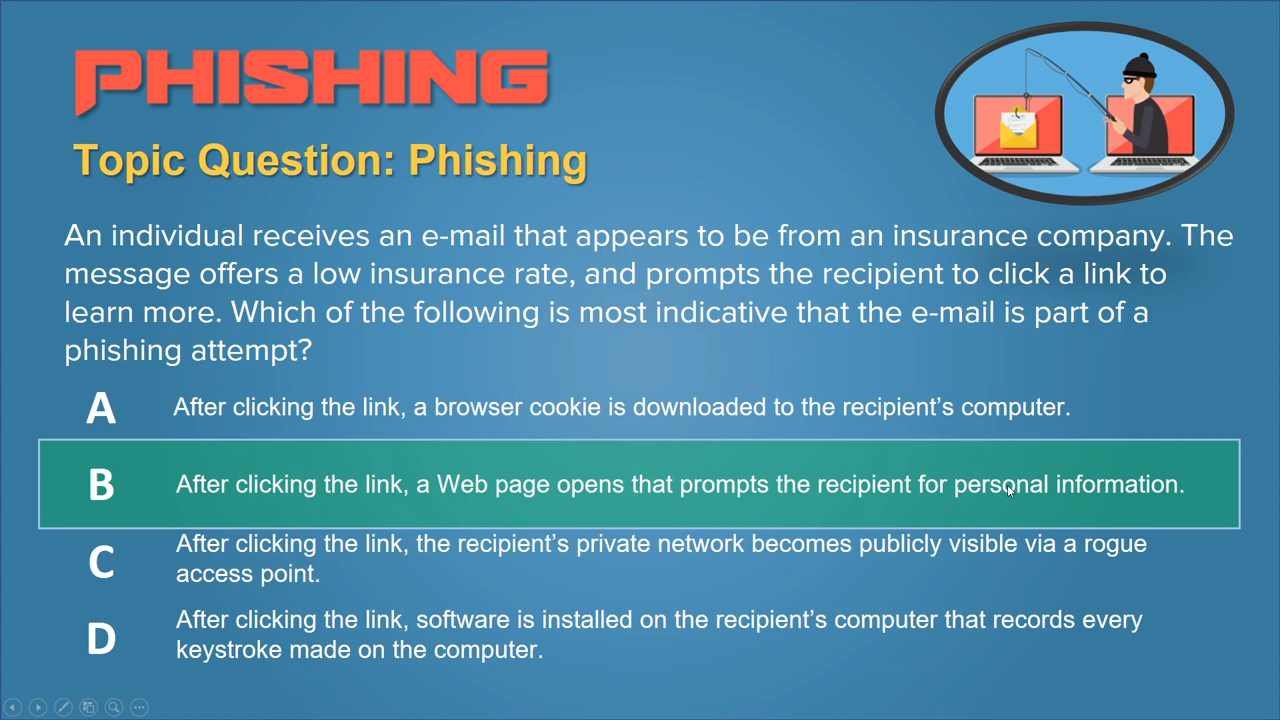 PHISHING
Topic Question: Phishing
An individual receives an e-mail that appears to be from an insurance company. The
message offers a low insurance rate, and prompts the recipient to click a link to
learn more. Which of the following is most indicative that the e-mail is part of a
phishing attempt?
A After clicking the link, a browser cookie is downloaded to the recipient’s computer.
B After clicking the link, a Web page opens that prompts the recipient for personal information.
C After clicking the link, the recipient’s private network becomes publicly visible via a rogue
access point.
D After clicking the link, software is installed on the recipient’s computer that records every
keystroke made on the computer.